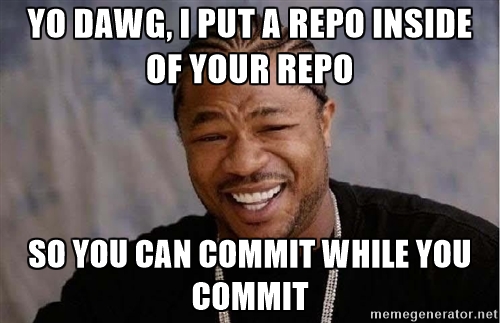 YO DAWG, I PUT A REPO INSIDE
OF YOUR REPO
SO YOU CAN COMMIT WHILE YOU
COMMIT
memegenerator.net